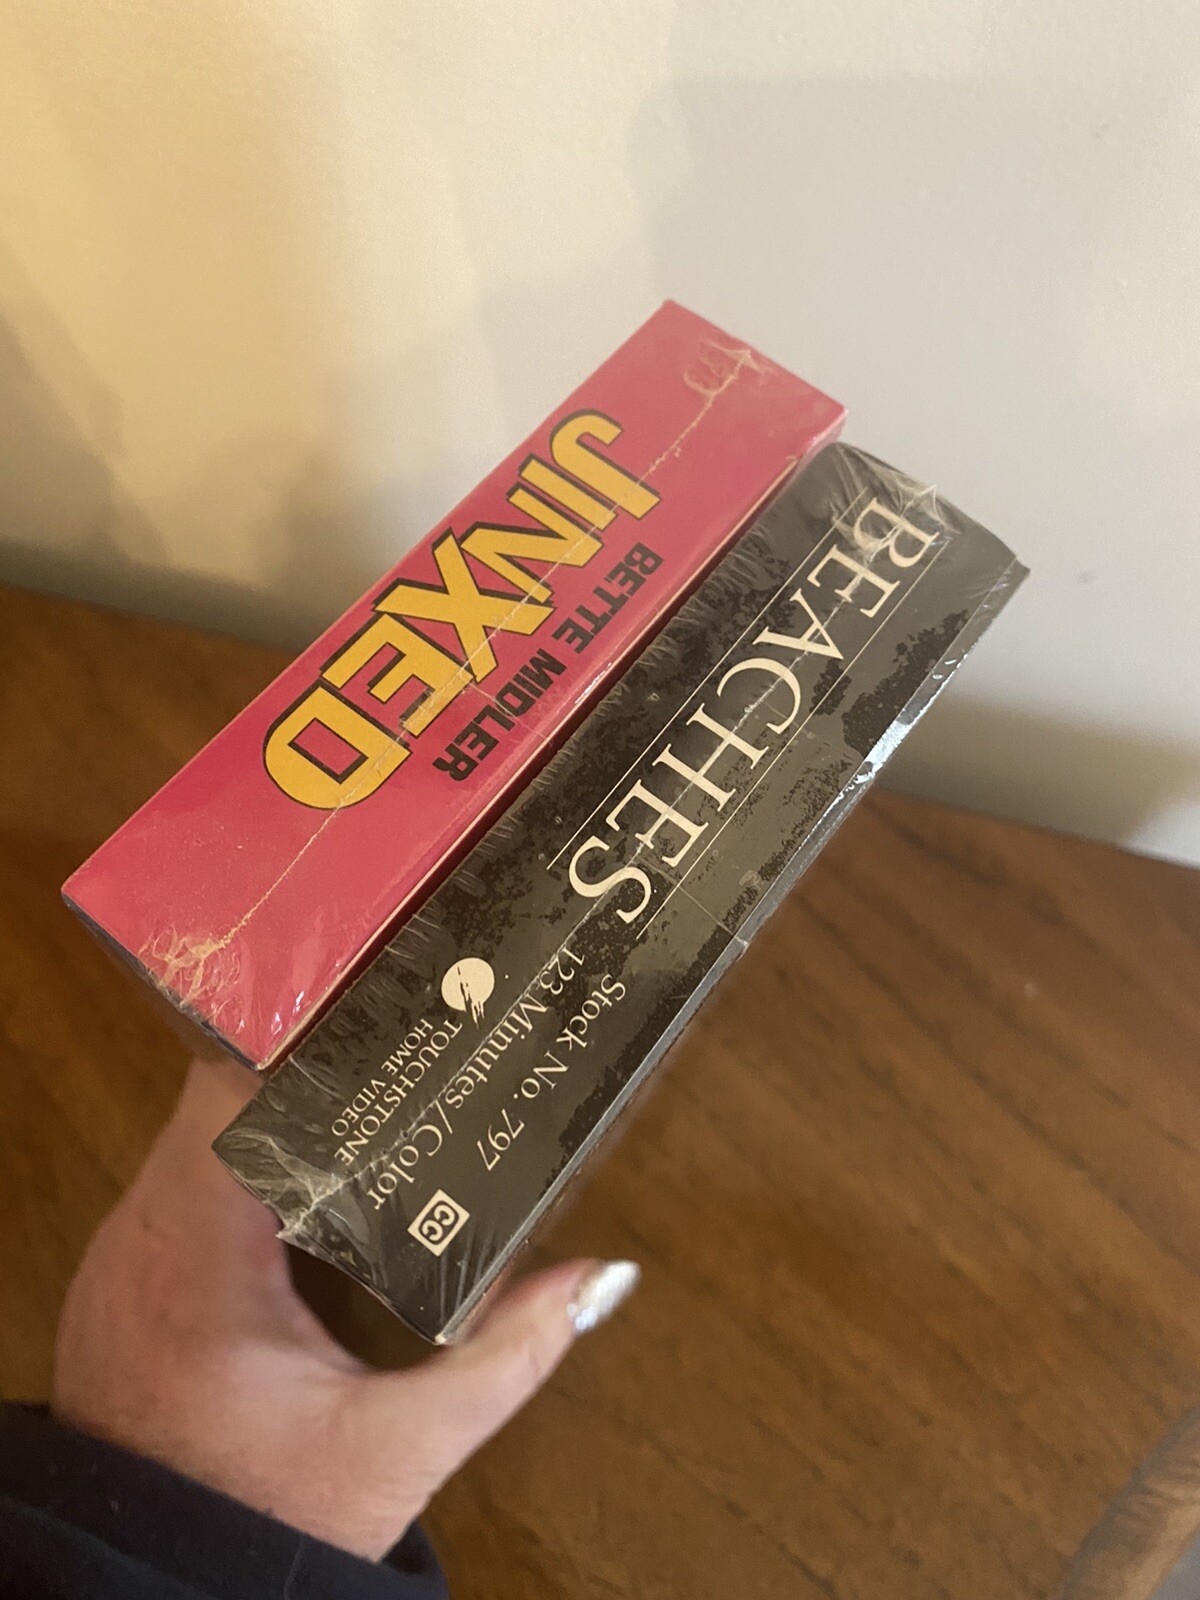 JINXED
BETTE MIDLER
BEACHES
TOUCHSTONE
HOME VIDEO
123 Minutes/Color
Stock No. 797
CC